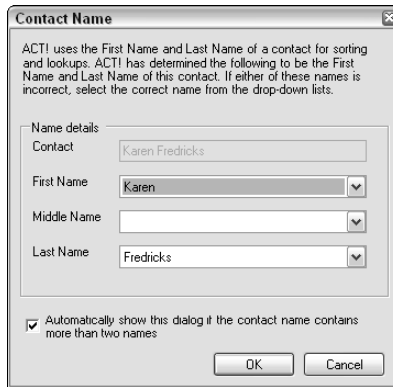 Contact Name
ACT! uses the First Name and Last Name of a contact for sorting
and lookups. ACT! has determined the following to be the First
Name and Last Name of this contact. If either of these names is
incorrect, select the correct name from the drop-down lists.
Name details
Contact
Karen Fredricks
First Name
Karen
Middle Name
Last Name
Fredricks
Automatically show this dialog if the contact name contains
more than two names
OK
Cancel